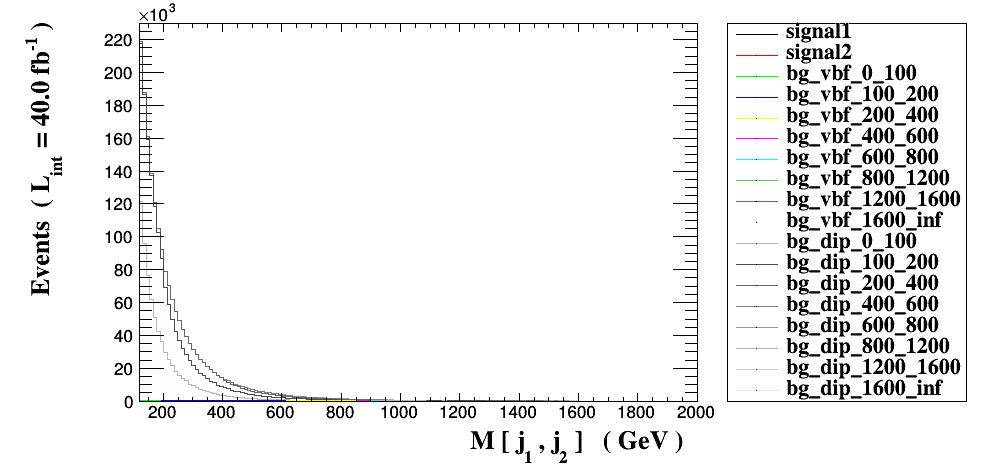 ×10³
220
200
180
160
140
120
100
80
60
40
20
0
Events ( L_int = 40.0 fb⁻¹ )
200 400 600 800 1000 1200 1400 1600 1800 2000
M [ j_1 , j_2 ] ( GeV )
signal1
signal2
bg_vbf_0_100
bg_vbf_100_200
bg_vbf_200_400
bg_vbf_400_600
bg_vbf_600_800
bg_vbf_800_1200
bg_vbf_1200_1600
bg_vbf_1600_inf
bg_dip_0_100
bg_dip_100_200
bg_dip_200_400
bg_dip_400_600
bg_dip_600_800
bg_dip_800_1200
bg_dip_1200_1600
bg_dip_1600_inf